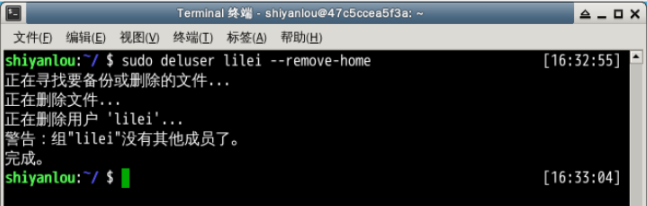 Terminal 终端 - shiyanlou@47c5ccea5f3a: ~
文件(F) 编辑(E) 视图(V) 终端(T) 标签(A) 帮助(H)
shiyanlou:~/ $ sudo deluser lilei --remove-home [16:32:55]
正在寻找要备份或删除的文件...
正在删除文件...
正在删除用户 'lilei'...
警告：组"lilei"没有其他成员了。
完成。
shiyanlou:~/ $ [16:33:04]